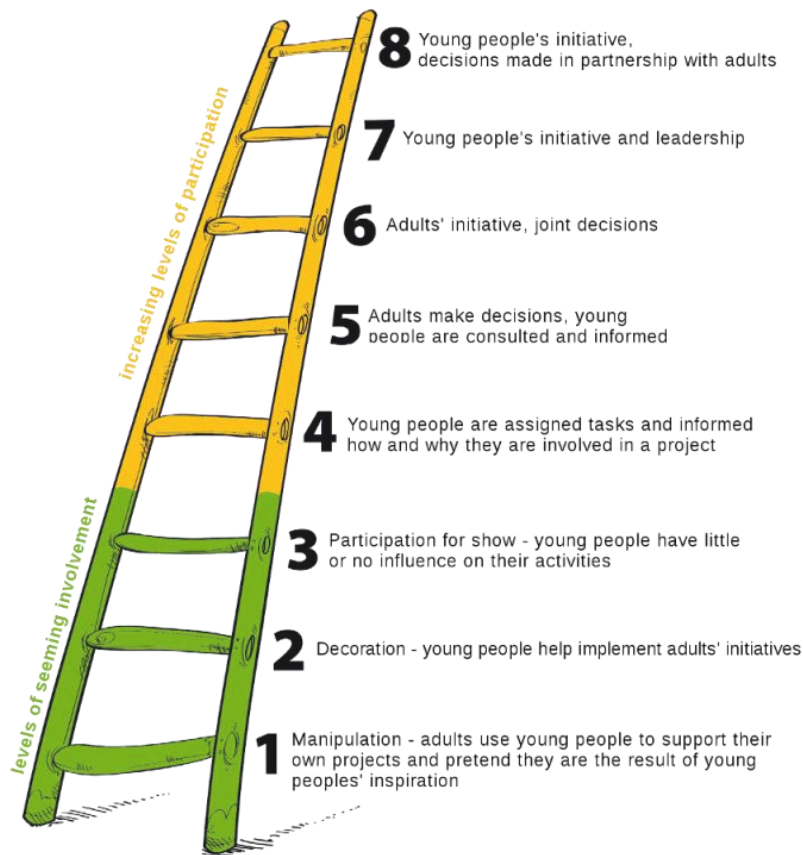 8 Young people's initiative,
decisions made in partnership with adults
7 Young people's initiative and leadership
6 Adults' initiative, joint decisions
5 Adults make decisions, young
people are consulted and informed
4 Young people are assigned tasks and informed
how and why they are involved in a project
3 Participation for show - young people have little
or no influence on their activities
2 Decoration - young people help implement adults' initiatives
1 Manipulation - adults use young people to support their
own projects and pretend they are the result of young
peoples' inspiration
increasing levels of participation
levels of seeming involvement